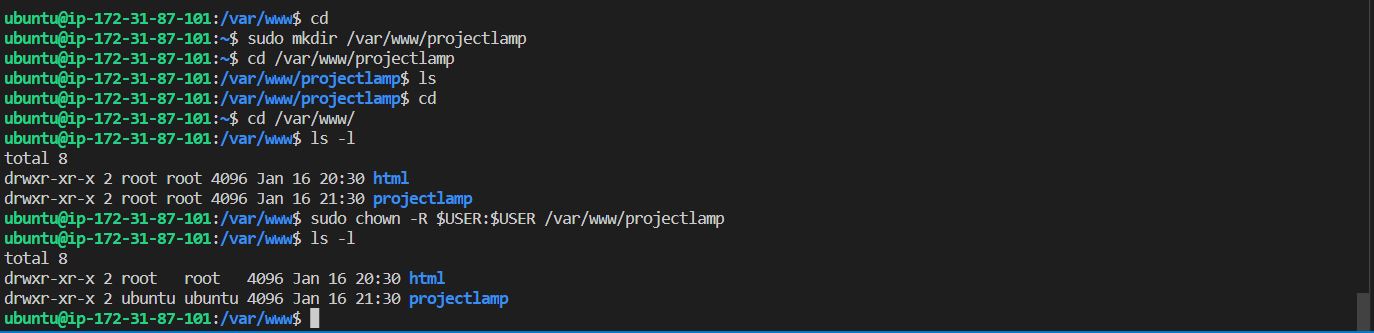 ubuntu@ip-172-31-87-101:/var/www$ cd
ubuntu@ip-172-31-87-101:~$ sudo mkdir /var/www/projectlamp
ubuntu@ip-172-31-87-101:~$ cd /var/www/projectlamp
ubuntu@ip-172-31-87-101:/var/www/projectlamp$ ls
ubuntu@ip-172-31-87-101:/var/www/projectlamp$ cd
ubuntu@ip-172-31-87-101:~$ cd /var/www/
ubuntu@ip-172-31-87-101:/var/www$ ls -l
total 8
drwxr-xr-x 2 root root 4096 Jan 16 20:30 html
drwxr-xr-x 2 root root 4096 Jan 16 21:30 projectlamp
ubuntu@ip-172-31-87-101:/var/www$ sudo chown -R $USER:$USER /var/www/projectlamp
ubuntu@ip-172-31-87-101:/var/www$ ls -l
total 8
drwxr-xr-x 2 root   root   4096 Jan 16 20:30 html
drwxr-xr-x 2 ubuntu ubuntu 4096 Jan 16 21:30 projectlamp
ubuntu@ip-172-31-87-101:/var/www$